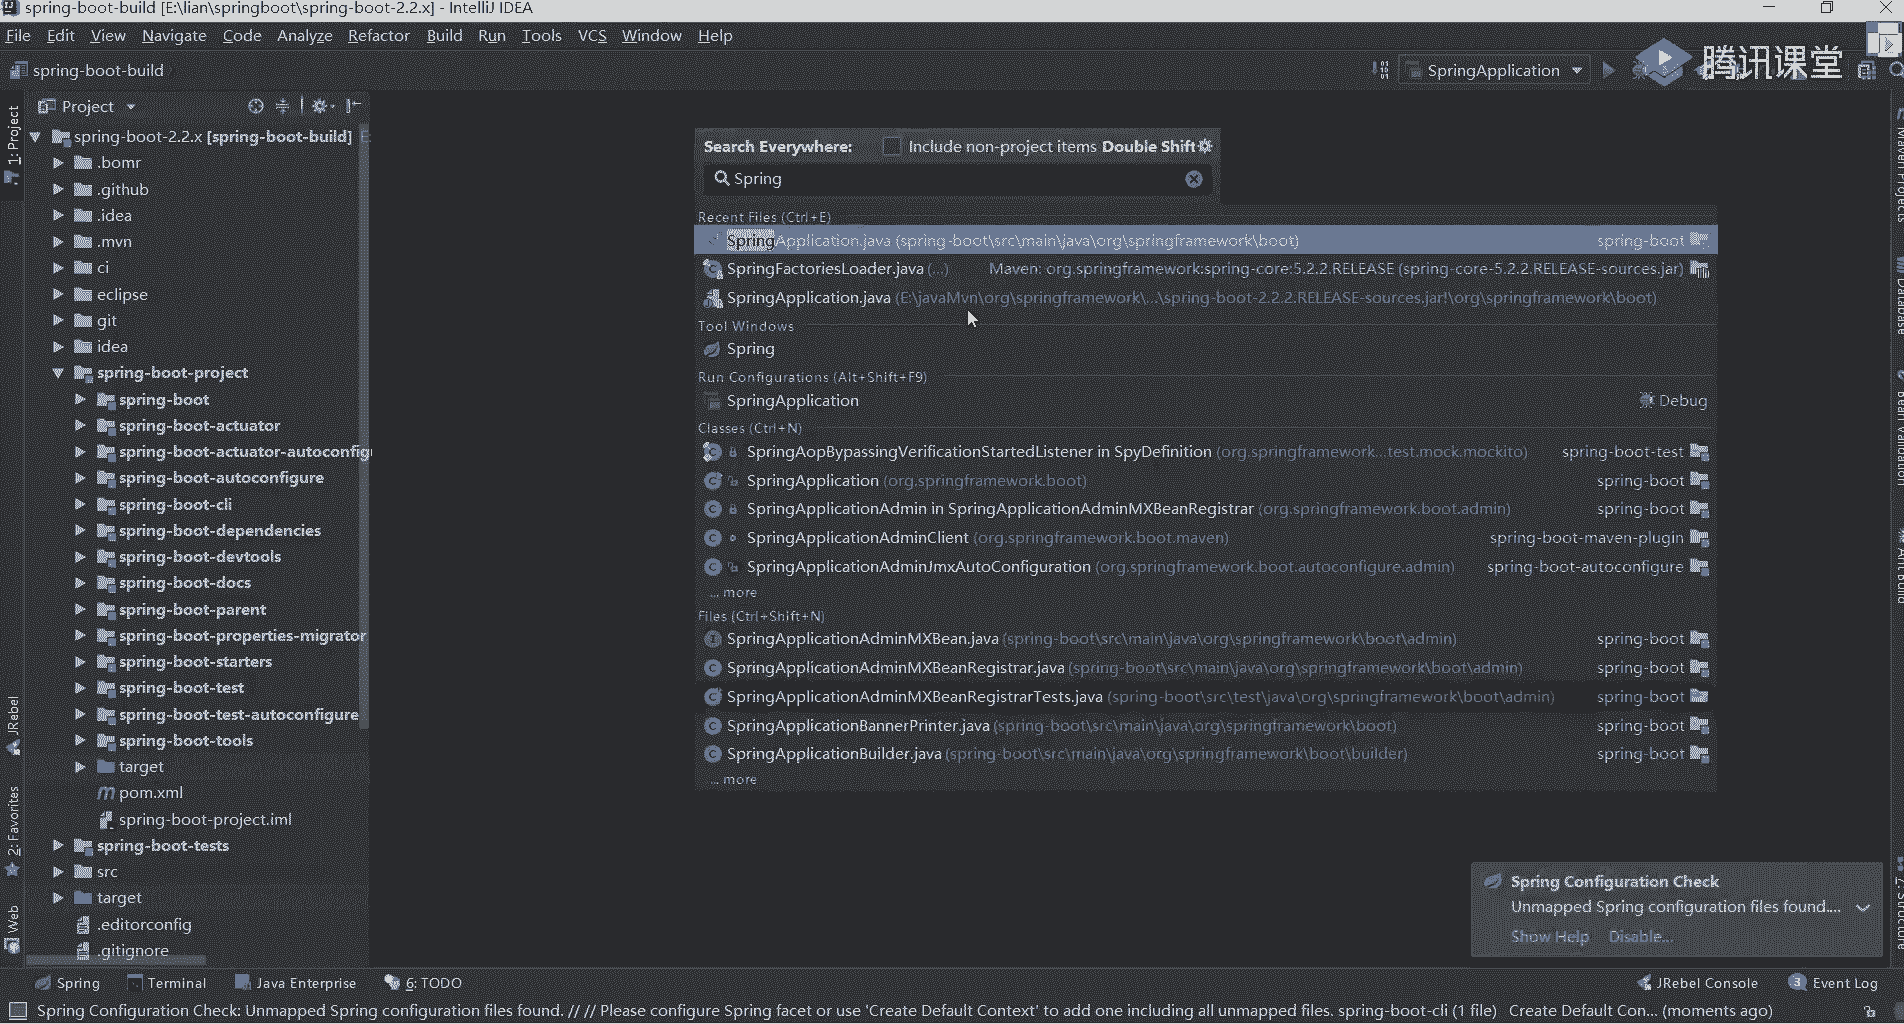 spring-boot-build [E:\lian\springboot\spring-boot-2.2.x] - IntelliJ IDEA
File Edit View Navigate Code Analyze Refactor Build Run Tools VCS Window Help
spring-boot-build
SpringApplication
腾讯课堂
1: Project
Project
spring-boot-2.2.x [spring-boot-build]
.bomr
.github
.idea
.mvn
ci
eclipse
git
idea
spring-boot-project
spring-boot
spring-boot-actuator
spring-boot-actuator-autoconfigu
spring-boot-autoconfigure
spring-boot-cli
spring-boot-dependencies
spring-boot-devtools
spring-boot-docs
spring-boot-parent
spring-boot-properties-migrator
spring-boot-starters
spring-boot-test
spring-boot-test-autoconfigure
spring-boot-tools
target
pom.xml
spring-boot-project.iml
spring-boot-tests
src
target
.editorconfig
.gitignore
JRebel
2: Favorites
Web
Search Everywhere: Include non-project items Double Shift
Spring
Recent Files (Ctrl+E)
SpringApplication.java (spring-boot\src\main\java\org\springframework\boot) spring-boot
SpringFactoriesLoader.java (...) Maven: org.springframework:spring-core:5.2.2.RELEASE (spring-core-5.2.2.RELEASE-sources.jar)
SpringApplication.java (E:\javaMvn\org\springframework\...\spring-boot-2.2.2.RELEASE-sources.jar!\org\springframework\boot)
Tool Windows
Spring
Run Configurations (Alt+Shift+F9)
SpringApplication Debug
Classes (Ctrl+N)
SpringAopBypassingVerificationStartedListener in SpyDefinition (org.springframework...test.mock.mockito) spring-boot-test
SpringApplication (org.springframework.boot) spring-boot
SpringApplicationAdmin in SpringApplicationAdminMXBeanRegistrar (org.springframework.boot.admin) spring-boot
SpringApplicationAdminClient (org.springframework.boot.maven) spring-boot-maven-plugin
SpringApplicationAdminJmxAutoConfiguration (org.springframework.boot.autoconfigure.admin) spring-boot-autoconfigure
... more
Files (Ctrl+Shift+N)
SpringApplicationAdminMXBean.java (spring-boot\src\main\java\org\springframework\boot\admin) spring-boot
SpringApplicationAdminMXBeanRegistrar.java (spring-boot\src\main\java\org\springframework\boot\admin) spring-boot
SpringApplicationAdminMXBeanRegistrarTests.java (spring-boot\src\test\java\org\springframework\boot\admin) spring-boot
SpringApplicationBannerPrinter.java (spring-boot\src\main\java\org\springframework\boot) spring-boot
SpringApplicationBuilder.java (spring-boot\src\main\java\org\springframework\boot\builder) spring-boot
... more
Spring Configuration Check
Unmapped Spring configuration files found....
Show Help Disable...
Spring Terminal Java Enterprise 6: TODO JRebel Console 3 Event Log
Spring Configuration Check: Unmapped Spring configuration files found. // // Please configure Spring facet or use 'Create Default Context' to add one including all unmapped files. spring-boot-cli (1 file) Create Default Con... (moments ago)